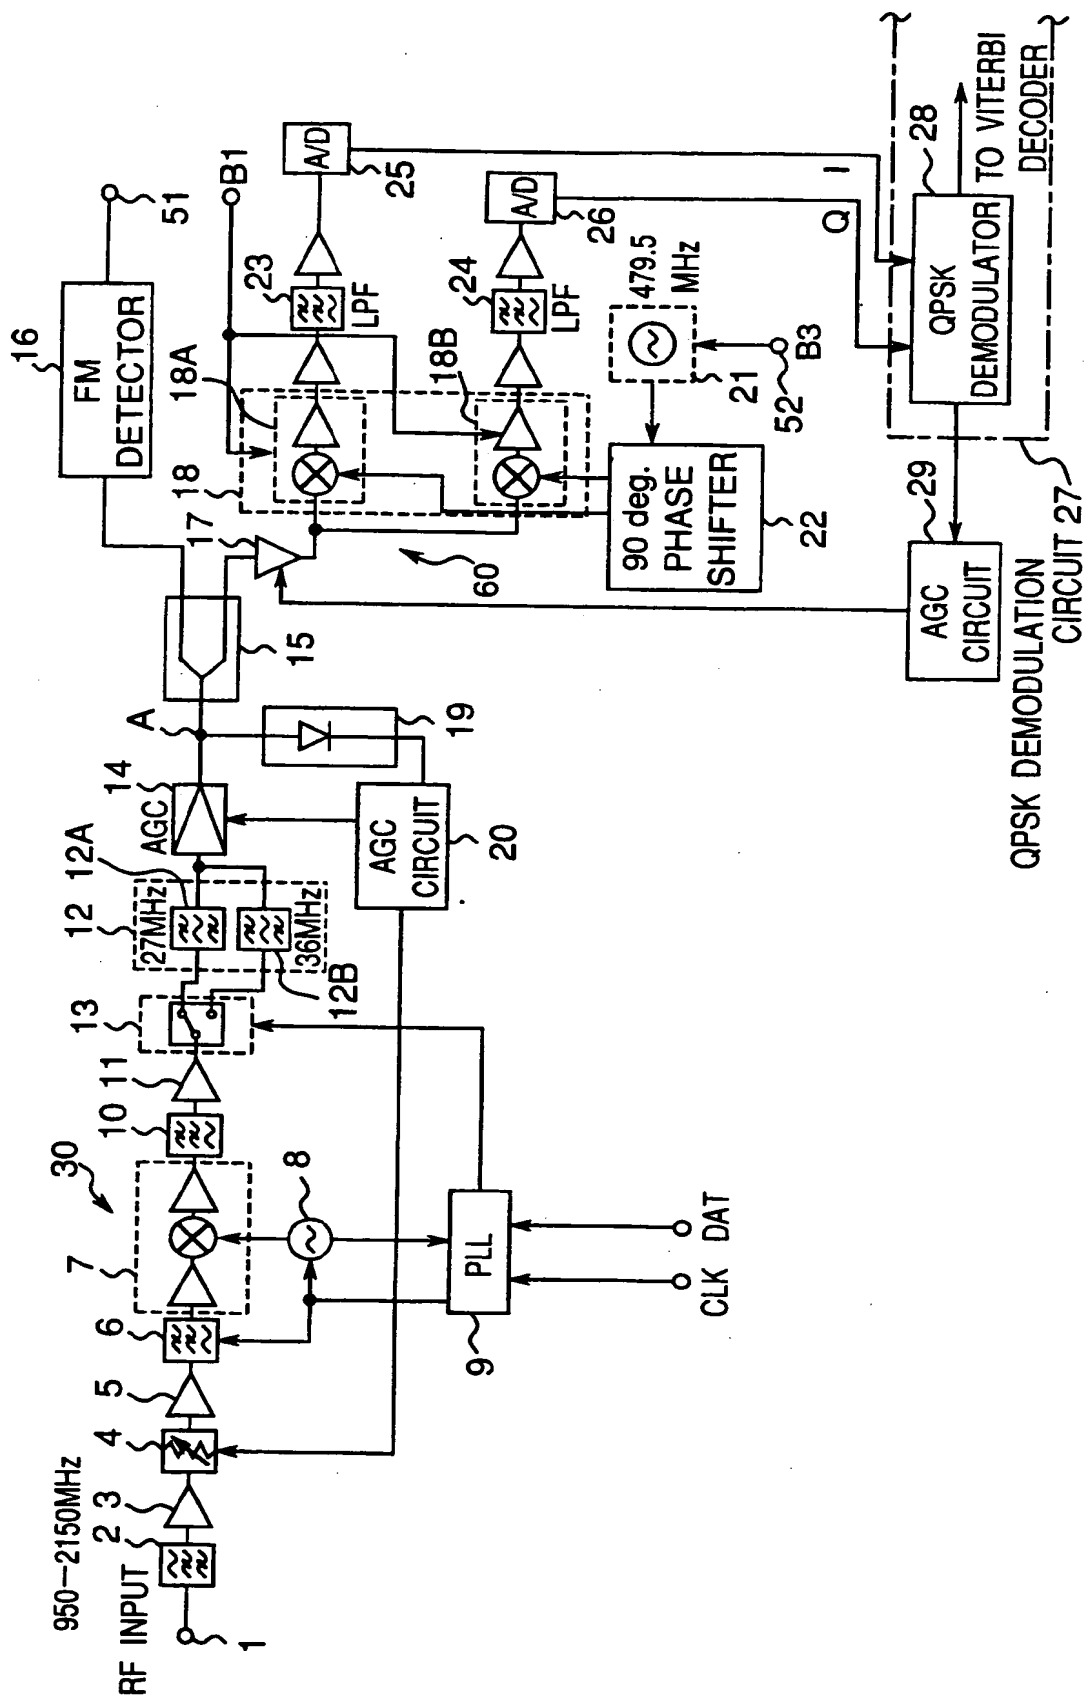 950-2150MHz
RF INPUT
1
2
3
4
5
6
7
30
8
9
PLL
CLK
DAT
10
11
13
12
12A
27MHz
36MHz
12B
AGC
14
A
19
AGC
CIRCUIT
20
15
16
FM
DETECTOR
51
17
60
18
18A
18B
B1
23
LPF
24
LPF
A/D
25
A/D
26
479.5
MHz
21
52
B3
90 deg.
PHASE
SHIFTER
22
I
Q
QPSK
DEMODULATOR
28
TO VITERBI
DECODER
29
AGC
CIRCUIT
QPSK DEMODULATION
CIRCUIT 27